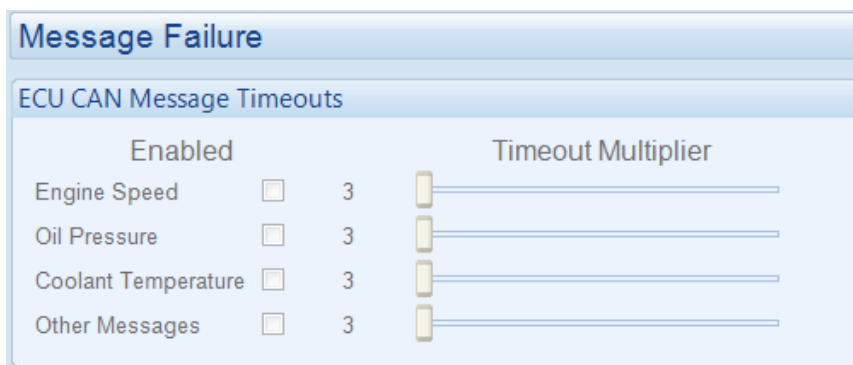 Message Failure
ECU CAN Message Timeouts
Enabled Timeout Multiplier
Engine Speed 3
Oil Pressure 3
Coolant Temperature 3
Other Messages 3